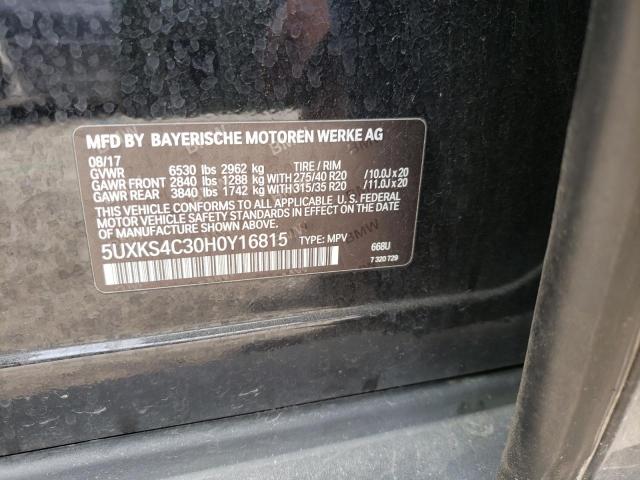 MFD BY BAYERISCHE MOTOREN WERKE AG
08/17
GVWR 6530 lbs 2962 kg TIRE / RIM
GAWR FRONT 2840 lbs 1288 kg WITH 275/40 R20 /10.0J x 20
GAWR REAR 3840 lbs 1742 kg WITH 315/35 R20 /11.0J x 20
THIS VEHICLE CONFORMS TO ALL APPLICABLE U. S. FEDERAL
MOTOR VEHICLE SAFETY STANDARDS IN EFFECT
ON THE DATE OF MANUFACTURE SHOWN ABOVE.
5UXKS4C30H0Y16815 TYPE: MPV 668U
7 320 729